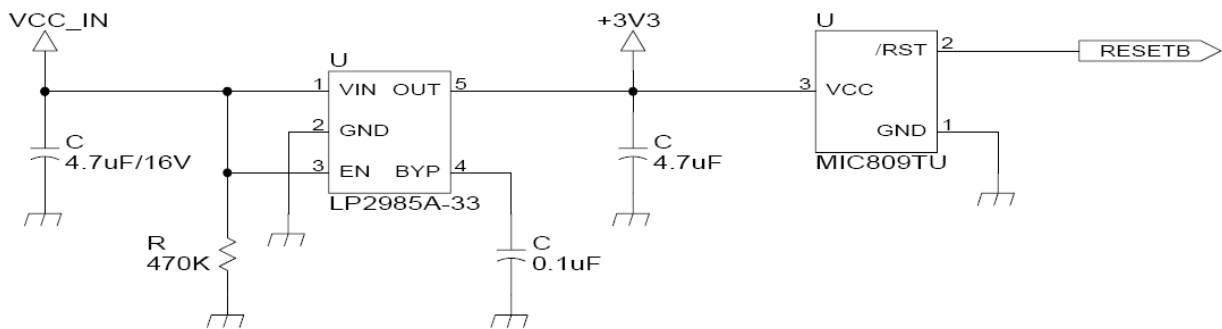 VCC_IN
+3V3
U
/RST
2
RESETB
U
1
VIN
OUT
5
3
VCC
2
GND
GND
1
C
4.7uF/16V
3
EN
BYP
4
C
4.7uF
MIC809TU
LP2985A-33
R
470K
C
0.1uF